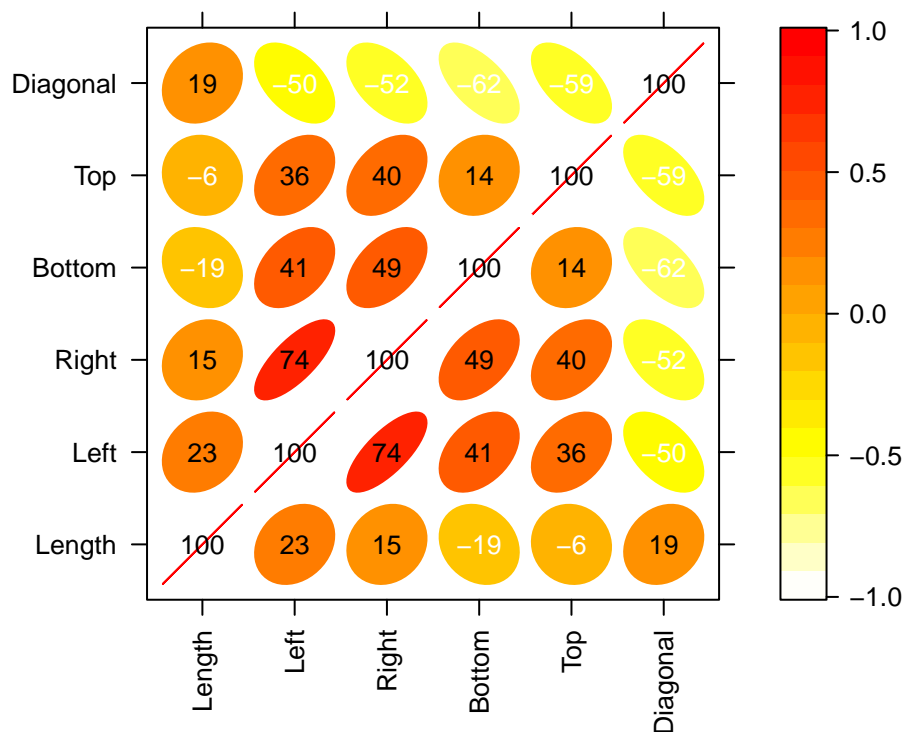 Diagonal 19 −50 −52 −62 −59 100
Top −6 36 40 14 100 −59
Bottom −19 41 49 100 14 −62
Right 15 74 100 49 40 −52
Left 23 100 74 41 36 −50
Length 100 23 15 −19 −6 19
Length Left Right Bottom Top Diagonal
1.0
0.5
0.0
−0.5
−1.0